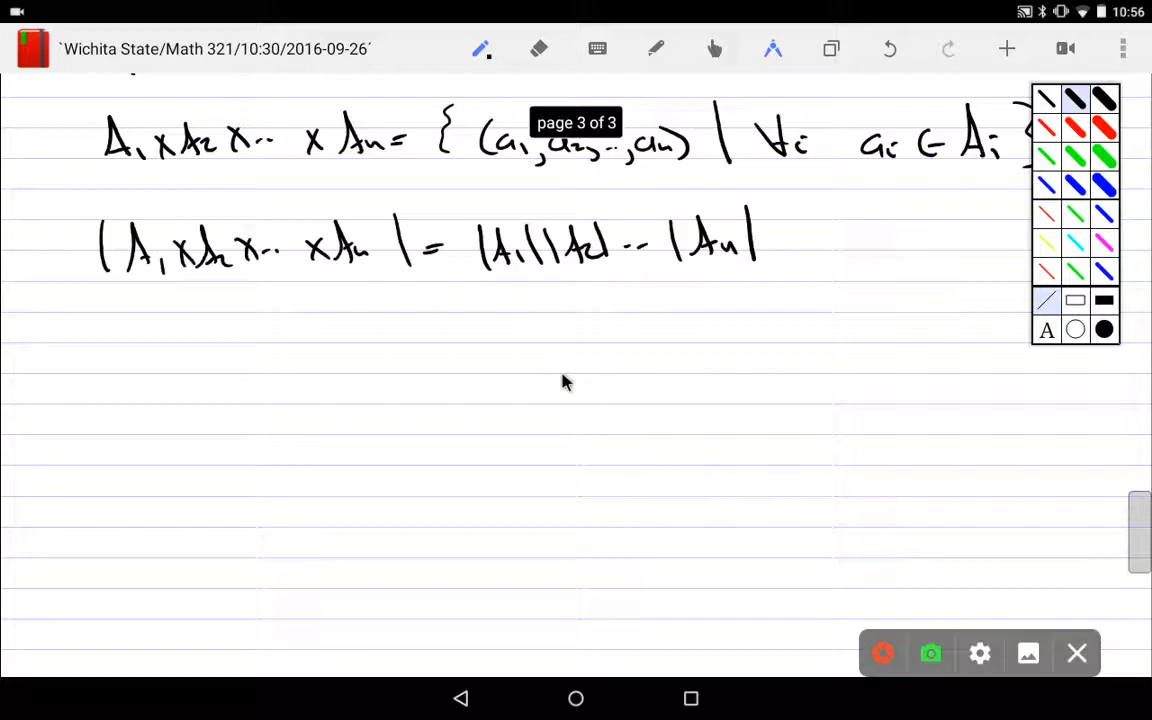 10:56
`Wichita State/Math 321/10:30/2016-09-26´
page 3 of 3
A₁ x A₂ x ·· x Aₙ = { (a₁, a₂, ··, aₙ) | ∀i aᵢ ∈ Aᵢ }
|A₁ x A₂ x ·· x Aₙ| = |A₁||A₂| ·· |Aₙ|
A